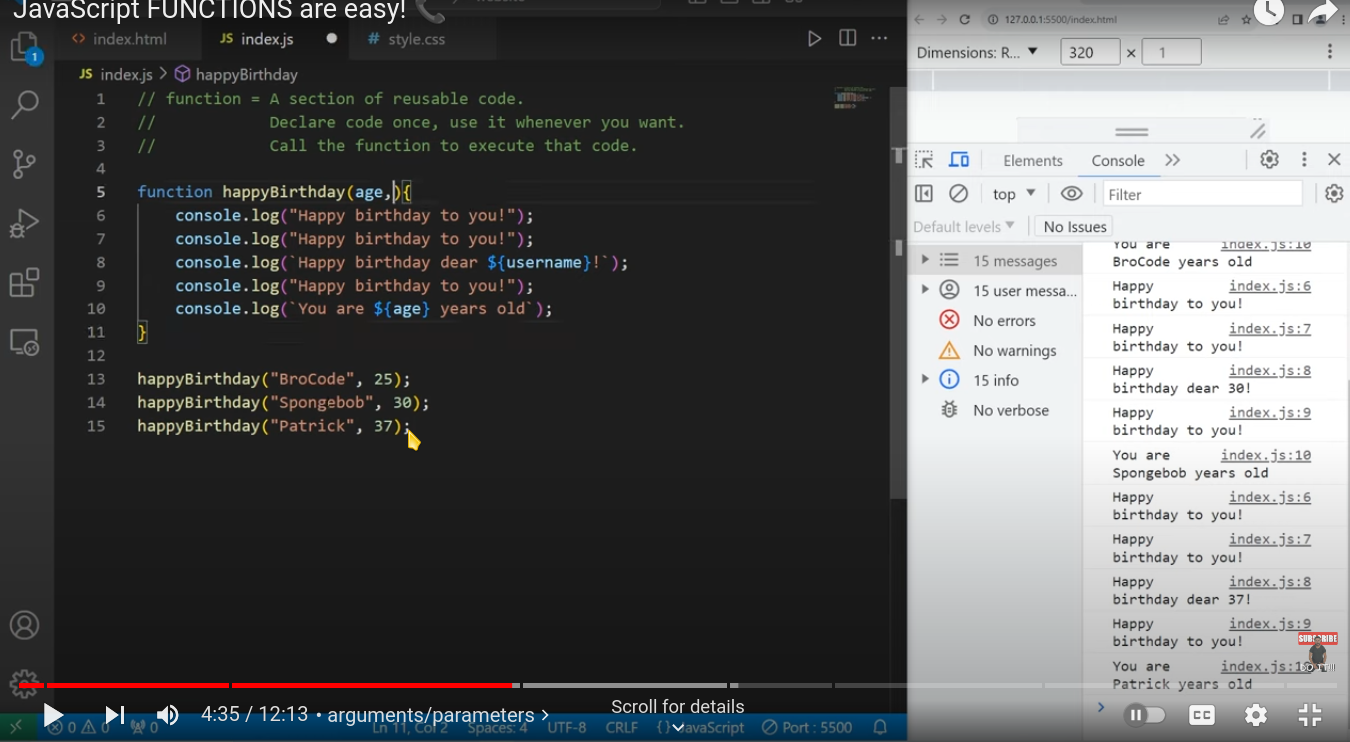 JavaScript FUNCTIONS are easy!
index.html
JS index.js
# style.css
JS index.js > happyBirthday
1 // function = A section of reusable code.
2 // Declare code once, use it whenever you want.
3 // Call the function to execute that code.
4
5 function happyBirthday(age,){
6 console.log("Happy birthday to you!");
7 console.log("Happy birthday to you!");
8 console.log(`Happy birthday dear ${username}!`);
9 console.log("Happy birthday to you!");
10 console.log(`You are ${age} years old`);
11 }
12
13 happyBirthday("BroCode", 25);
14 happyBirthday("Spongebob", 30);
15 happyBirthday("Patrick", 37);
1
127.0.0.1:5500/index.html
Dimensions: R... 320 × 1
Elements Console
top Filter
Default levels No Issues
15 messages
15 user messa...
No errors
No warnings
15 info
No verbose
You are index.js:10
BroCode years old
Happy index.js:6
birthday to you!
Happy index.js:7
birthday to you!
Happy index.js:8
birthday dear 30!
Happy index.js:9
birthday to you!
You are index.js:10
Spongebob years old
Happy index.js:6
birthday to you!
Happy index.js:7
birthday to you!
Happy index.js:8
birthday dear 37!
Happy index.js:9
birthday to you!
You are index.js:10
Patrick years old
SUBSCRIBE
DO IT!!!
4:35 / 12:13 • arguments/parameters >
Scroll for details
CC
0 0 0 Ln 11, Col 2 Spaces: 4 UTF-8 CRLF {} JavaScript Port : 5500